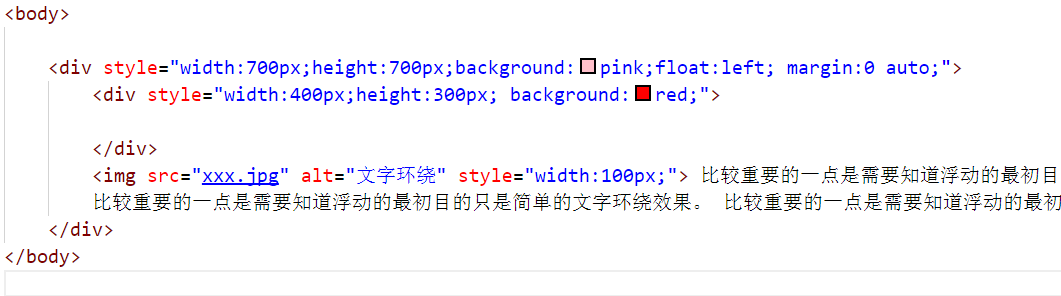 <body>
<div style="width:700px;height:700px;background:pink;float:left; margin:0 auto;">
<div style="width:400px;height:300px; background:red;">
</div>
<img src="xxx.jpg" alt="文字环绕" style="width:100px;"> 比较重要的一点是需要知道浮动的最初目
比较重要的一点是需要知道浮动的最初目的只是简单的文字环绕效果。 比较重要的一点是需要知道浮动的最初
</div>
</body>